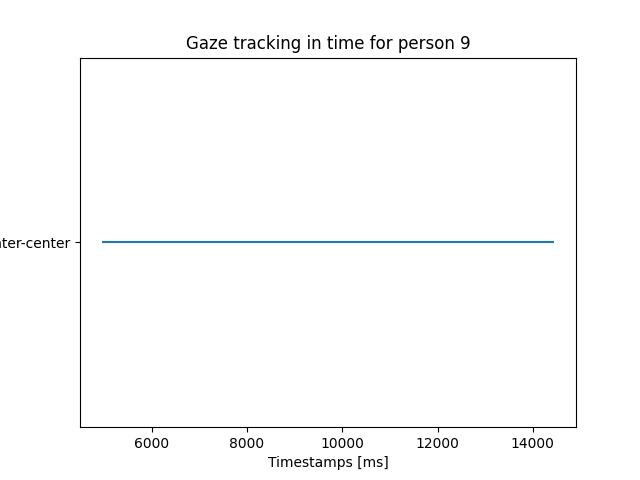 Gaze tracking in time for person 9
nter-center
6000 8000 10000 12000 14000
Timestamps [ms]